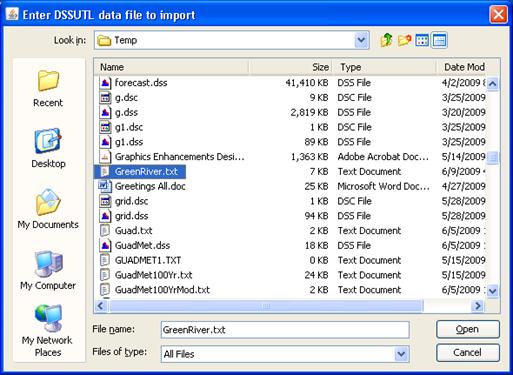 Enter DSSUTL data file to import
Look in: Temp
Recent
Desktop
My Documents
My Computer
My Network Places
Name Size Type Date Mod
forecast.dss 41,410 KB DSS File 4/2/2009 8
g.dsc 9 KB DSC File 3/25/2009
g.dss 2,819 KB DSS File 3/20/2009
g1.dsc 1 KB DSC File 3/25/2009
g1.dss 89 KB DSS File 3/25/2009
Graphics Enhancements Desi... 1,363 KB Adobe Acrobat Doc... 5/14/2009
GreenRiver.txt 7 KB Text Document 6/9/2009 4
Greetings All.doc 25 KB Microsoft Word Doc... 4/27/2009
grid.dsc 1 KB DSC File 5/28/2009
grid.dss 94 KB DSS File 5/28/2009
Guad.txt 2 KB Text Document 6/5/2009 1
GuadMet.dss 18 KB DSS File 6/5/2009
GUADMET1.TXT 0 KB Text Document 5/15/2009
GuadMet100Yr.txt 24 KB Text Document 5/15/2009
GuadMet100YrMod.txt 2 KB Text Document 6/5/2009
File name: GreenRiver.txt Open
Files of type: All Files Cancel